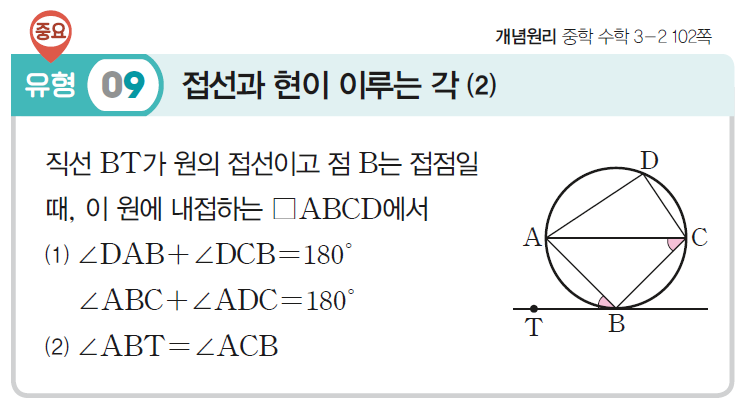 중요
개념원리 중학 수학 3-2 102쪽
유형 09 접선과 현이 이루는 각 (2)
직선 BT가 원의 접선이고 점 B는 접점일
때, 이 원에 내접하는 □ABCD에서
(1) ∠DAB+∠DCB=180°
∠ABC+∠ADC=180°
(2) ∠ABT=∠ACB
D
A
C
T
B